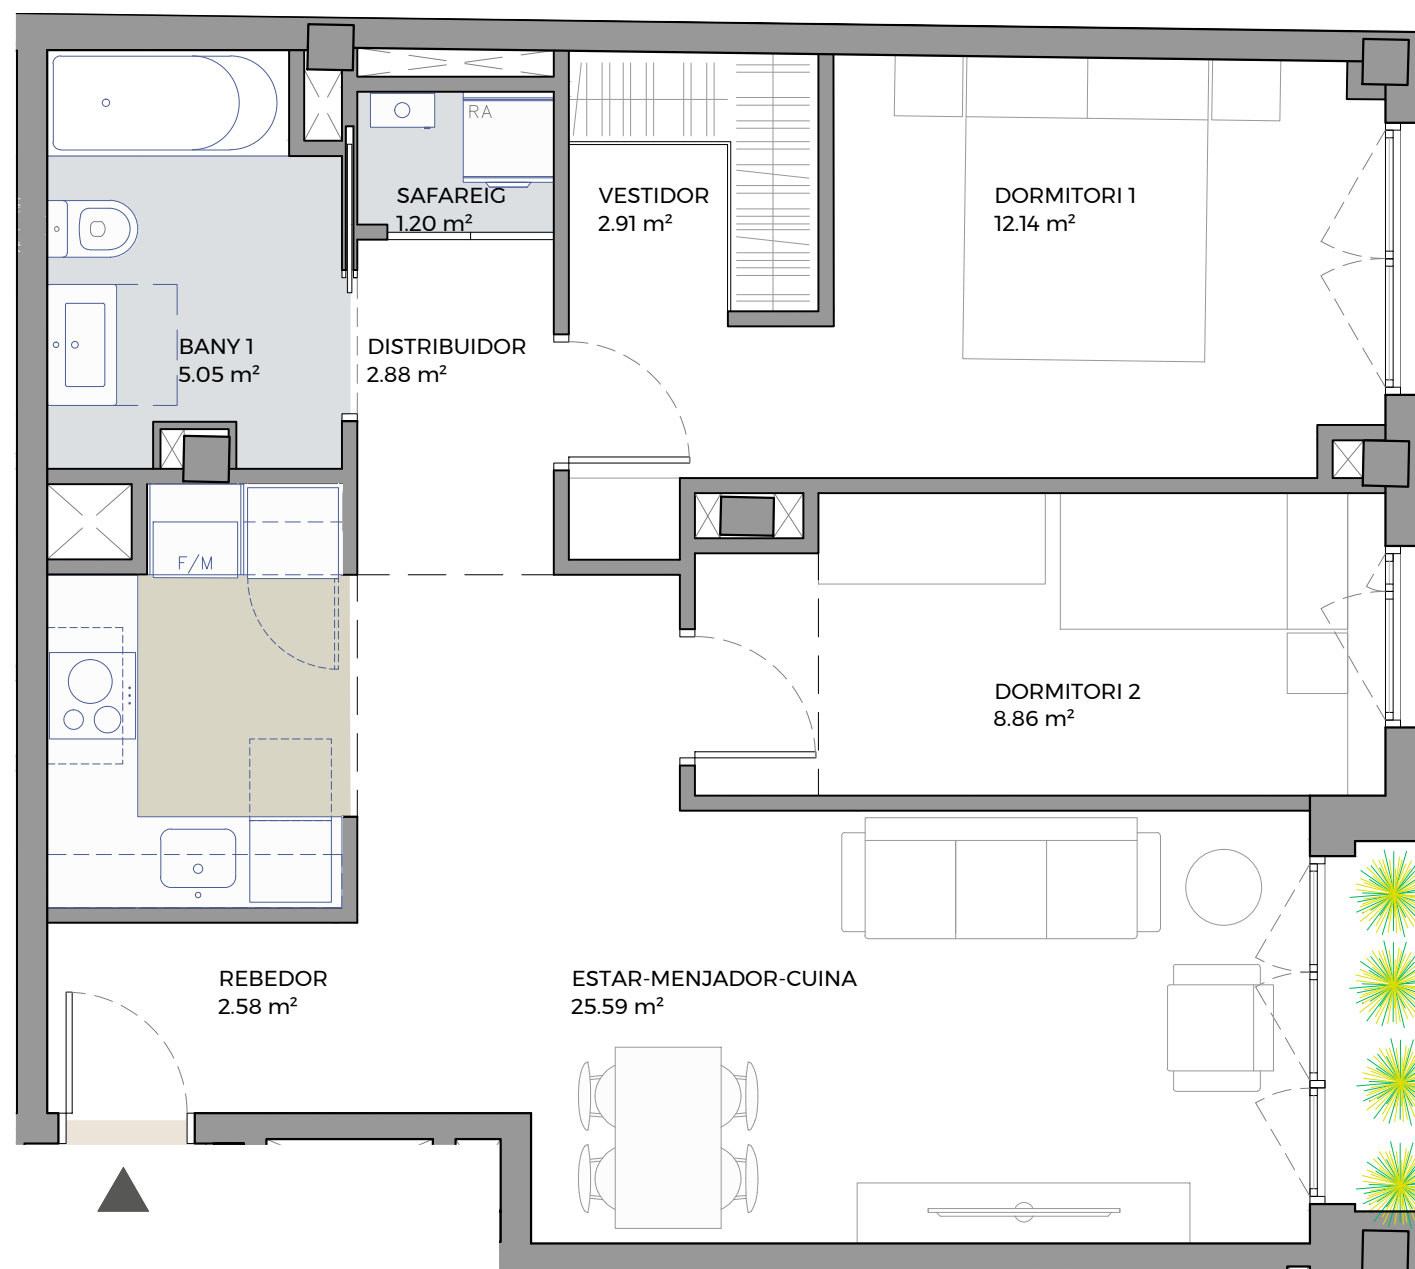 RA
SAFAREIG
1.20 m²
VESTIDOR
2.91 m²
DORMITORI 1
12.14 m²
BANY 1
5.05 m²
DISTRIBUIDOR
2.88 m²
F/M
DORMITORI 2
8.86 m²
REBEDOR
2.58 m²
ESTAR-MENJADOR-CUINA
25.59 m²